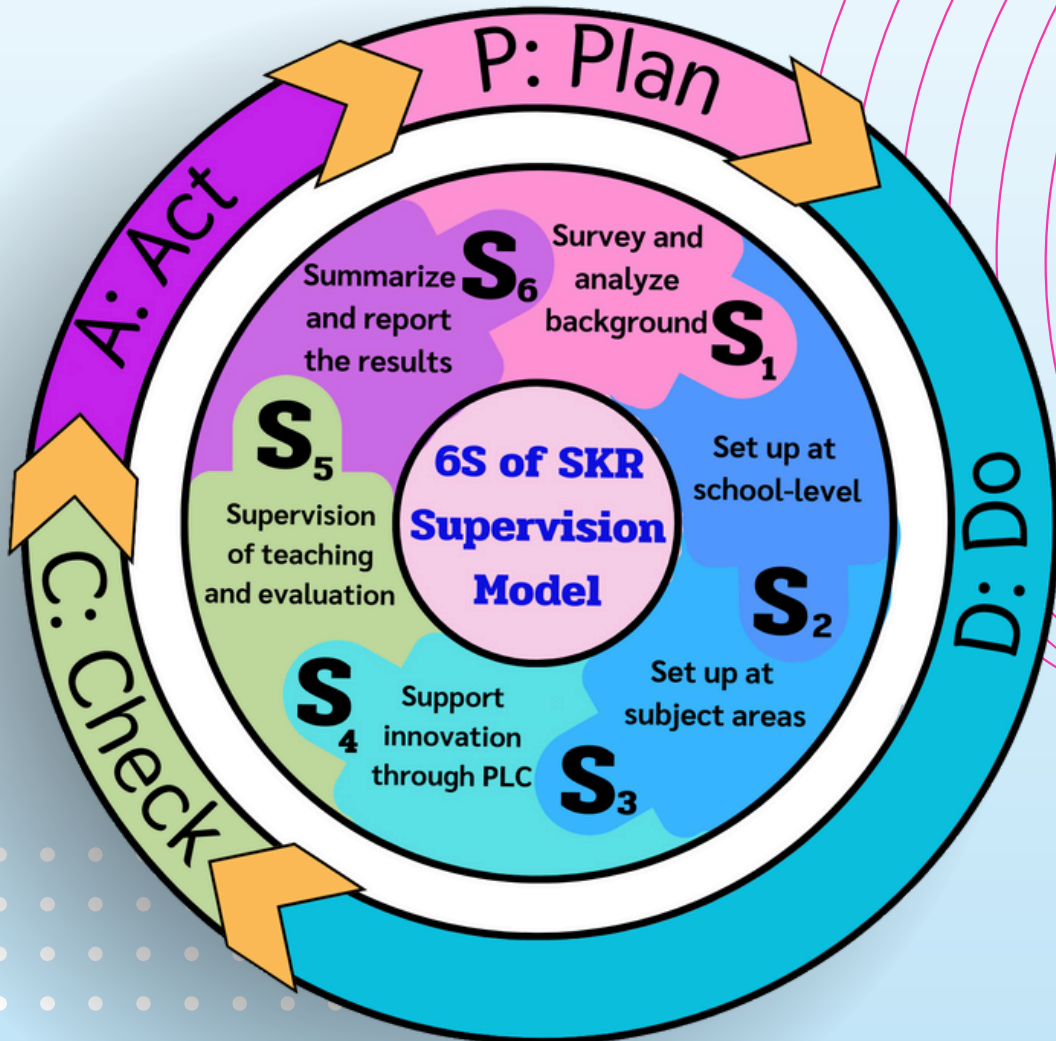 P: Plan
D: Do
C: Check
A: Act
6S of SKR
Supervision
Model
Survey and
analyze
background
S1
Set up at
school-level
S2
Set up at
subject areas
S3
Support
innovation
through PLC
S4
S5
Supervision
of teaching
and evaluation
S6
Summarize
and report
the results